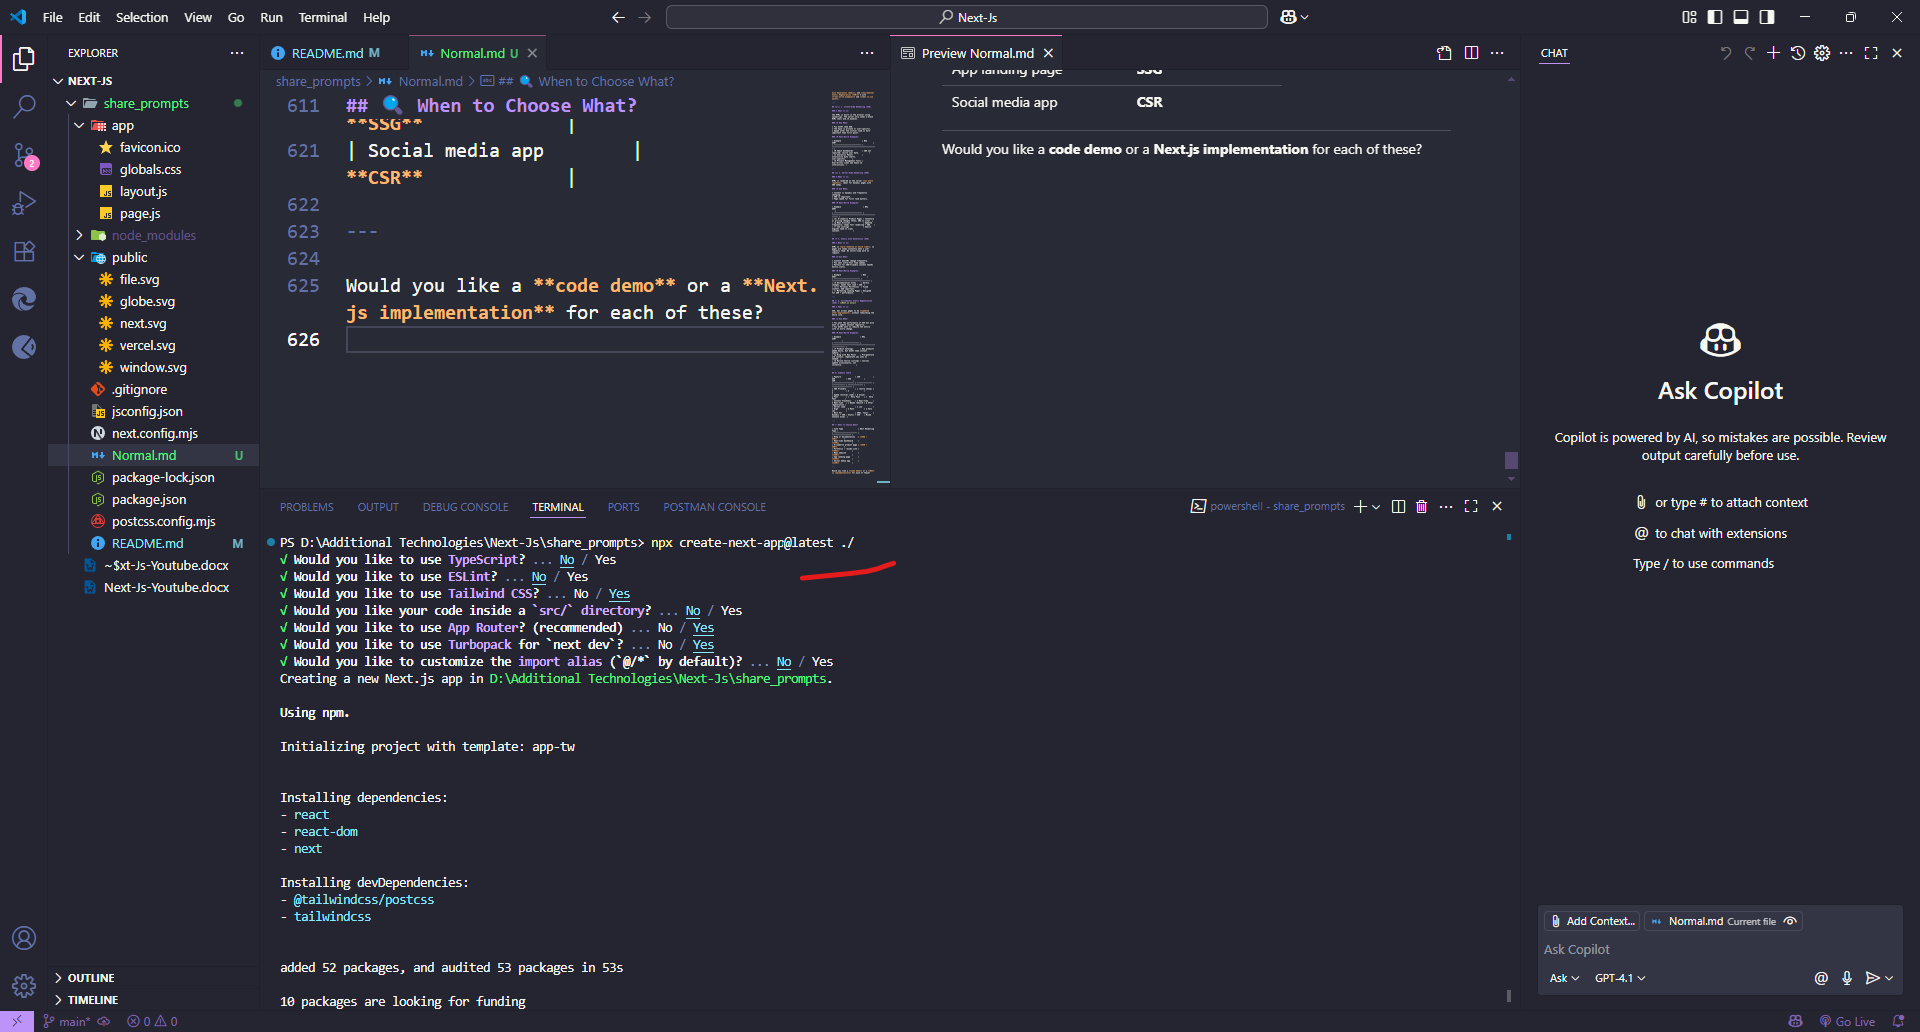 File Edit Selection View Go Run Terminal Help
Next-Js
EXPLORER
NEXT-JS
share_prompts
app
favicon.ico
globals.css
layout.js
page.js
node_modules
public
file.svg
globe.svg
next.svg
vercel.svg
window.svg
.gitignore
jsconfig.json
next.config.mjs
Normal.md U
package-lock.json
package.json
postcss.config.mjs
README.md M
~$xt-Js-Youtube.docx
Next-Js-Youtube.docx
OUTLINE
TIMELINE
2
README.md M
Normal.md U
share_prompts > Normal.md > ## 🔍 When to Choose What?
611 ## 🔍 When to Choose What?
**SSG** |
621 | Social media app |
**CSR** |
622
623 ---
624
625 Would you like a **code demo** or a **Next.
js implementation** for each of these?
626
Preview Normal.md
App landing page SSG
Social media app CSR
Would you like a code demo or a Next.js implementation for each of these?
PROBLEMS OUTPUT DEBUG CONSOLE TERMINAL PORTS POSTMAN CONSOLE
powershell - share_prompts
PS D:\Additional Technologies\Next-Js\share_prompts> npx create-next-app@latest ./
√ Would you like to use TypeScript? ... No / Yes
√ Would you like to use ESLint? ... No / Yes
√ Would you like to use Tailwind CSS? ... No / Yes
√ Would you like your code inside a `src/` directory? ... No / Yes
√ Would you like to use App Router? (recommended) ... No / Yes
√ Would you like to use Turbopack for `next dev`? ... No / Yes
√ Would you like to customize the import alias (`@/*` by default)? ... No / Yes
Creating a new Next.js app in D:\Additional Technologies\Next-Js\share_prompts.
Using npm.
Initializing project with template: app-tw
Installing dependencies:
- react
- react-dom
- next
Installing devDependencies:
- @tailwindcss/postcss
- tailwindcss
added 52 packages, and audited 53 packages in 53s
10 packages are looking for funding
CHAT
Ask Copilot
Copilot is powered by AI, so mistakes are possible. Review
output carefully before use.
or type # to attach context
@ to chat with extensions
Type / to use commands
Add Context...
Normal.md Current file
Ask Copilot
Ask
GPT-4.1
main*
0 0
Go Live